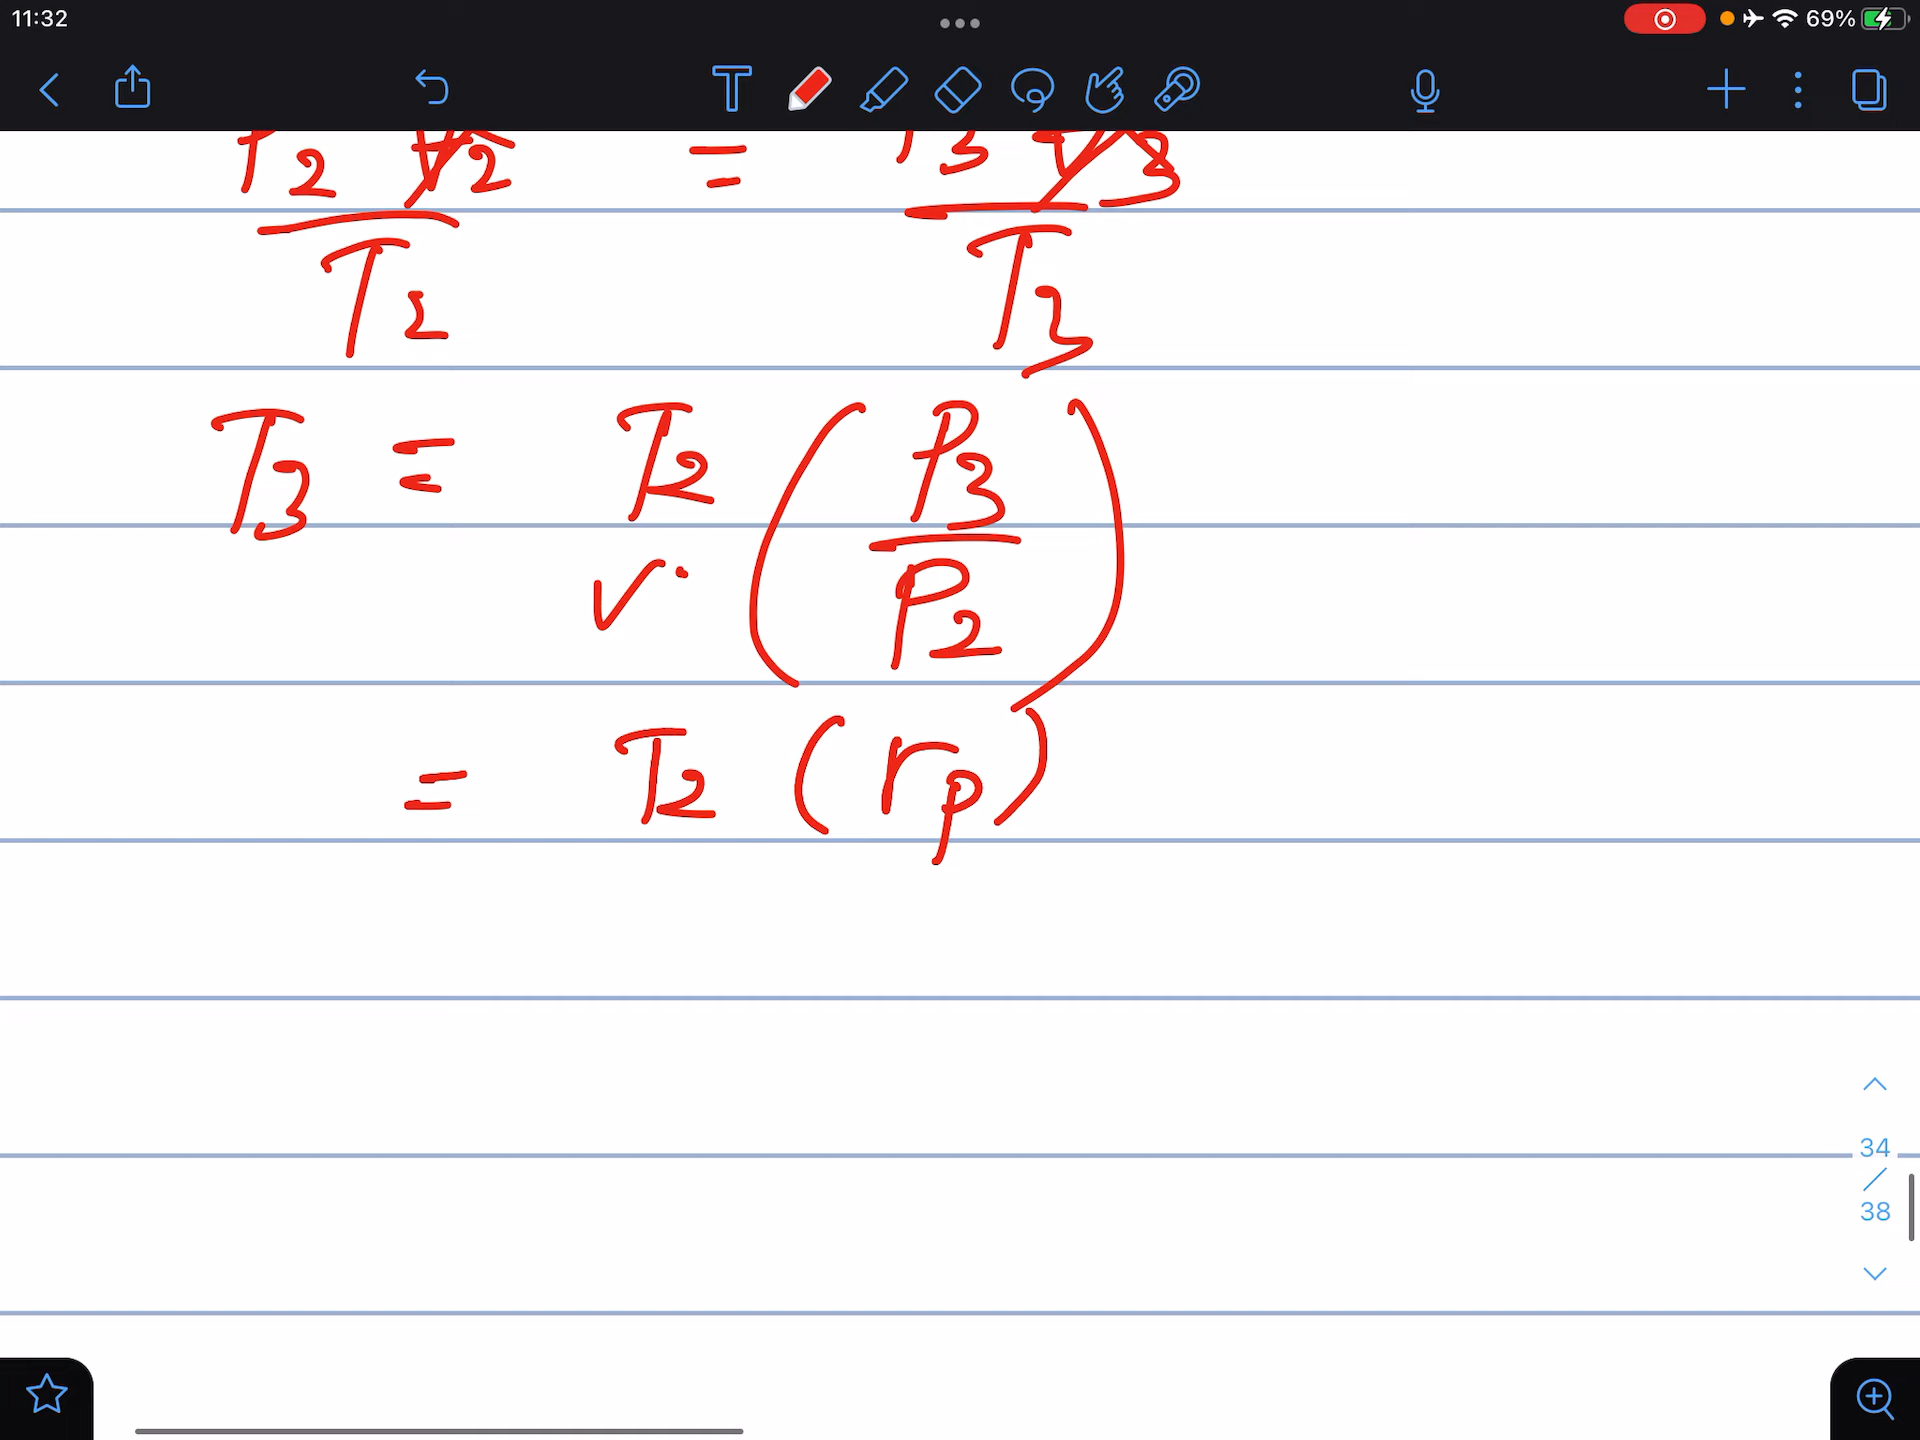 11:32 69%
P2 V2 = P3 V3
T2 T3
T3 = T2 ( P3 / P2 )
= T2 ( rp )
34
/
38